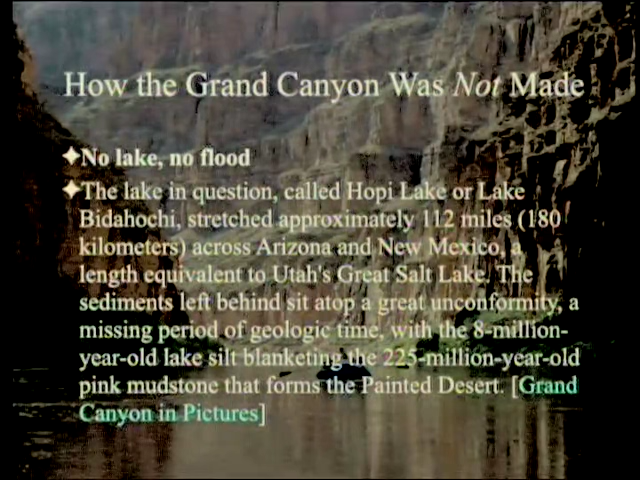 How the Grand Canyon Was Not Made
✦No lake, no flood
✦The lake in question, called Hopi Lake or Lake
Bidahochi, stretched approximately 112 miles (180
kilometers) across Arizona and New Mexico, a
length equivalent to Utah's Great Salt Lake. The
sediments left behind sit atop a great unconformity, a
missing period of geologic time, with the 8-million-
year-old lake silt blanketing the 225-million-year-old
pink mudstone that forms the Painted Desert. [Grand
Canyon in Pictures]